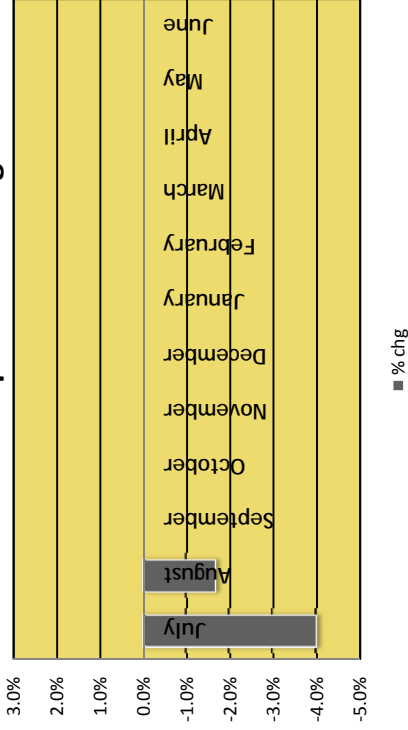 3.0%
2.0%
1.0%
0.0%
-1.0%
-2.0%
-3.0%
-4.0%
-5.0%
July
August
September
October
November
December
January
February
March
April
May
June
% chg